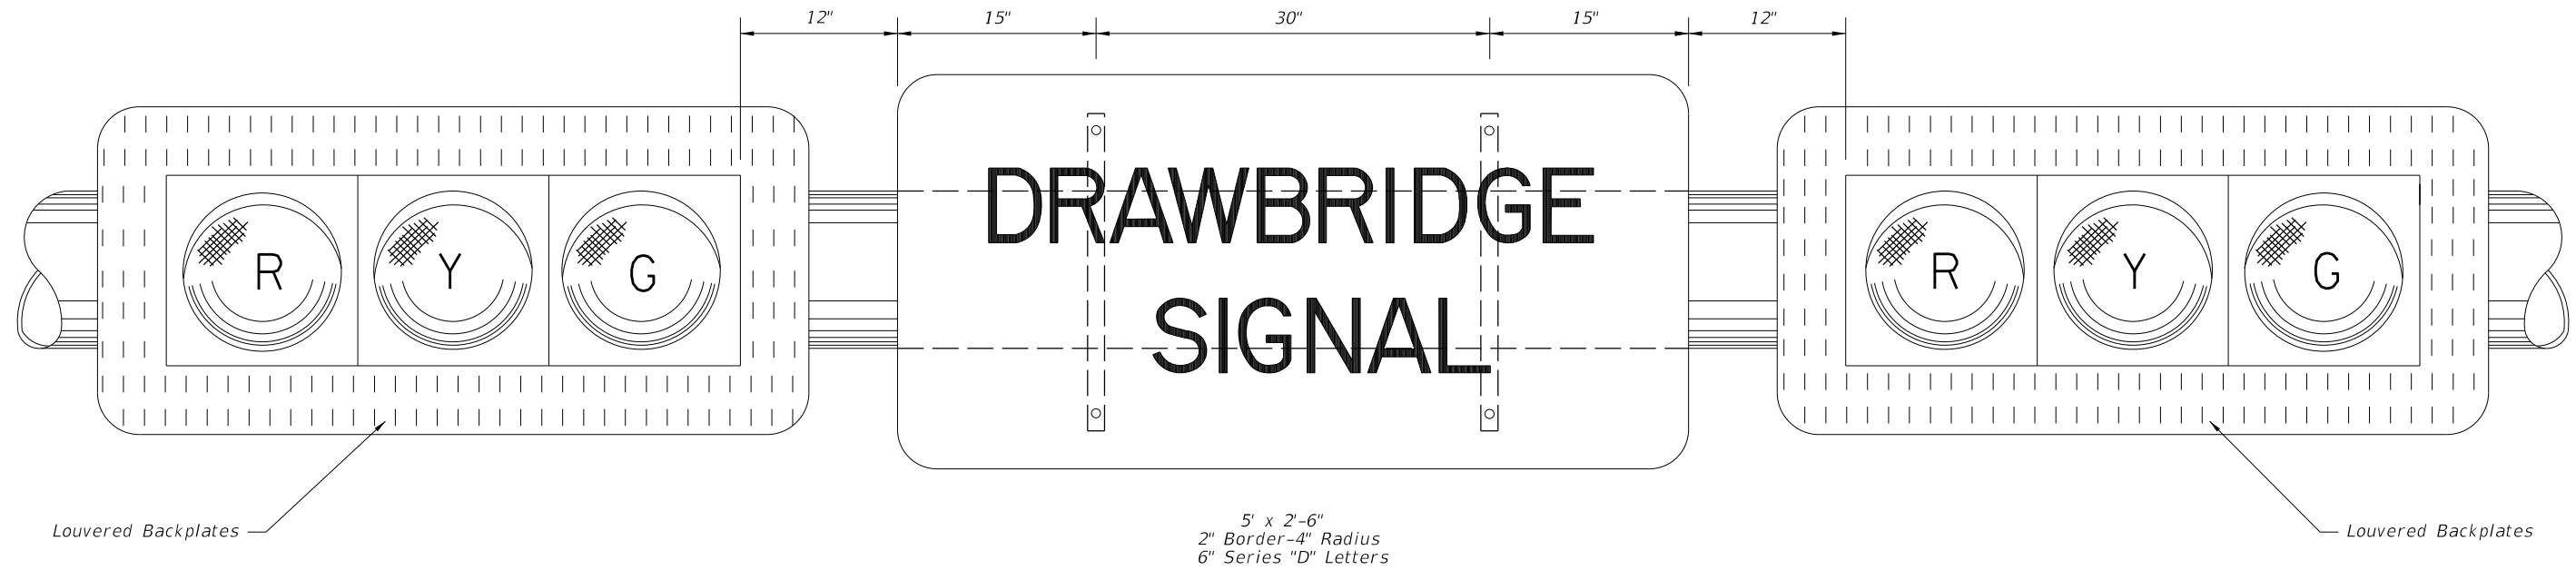 12" 15" 30" 15" 12"
DRAWBRIDGE
SIGNAL
R Y G R Y G
Louvered Backplates
5' x 2'-6"
2" Border-4" Radius
6" Series "D" Letters
Louvered Backplates